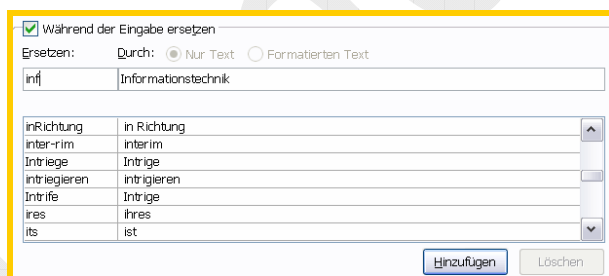 Während der Eingabe ersetzen
Ersetzen: Durch: Nur Text Formatierten Text
inf Informationstechnik
inRichtung in Richtung
inter-rim interim
Intriege Intrige
intriegieren intrigieren
Intrife Intrige
ires ihres
its ist
Hinzufügen Löschen